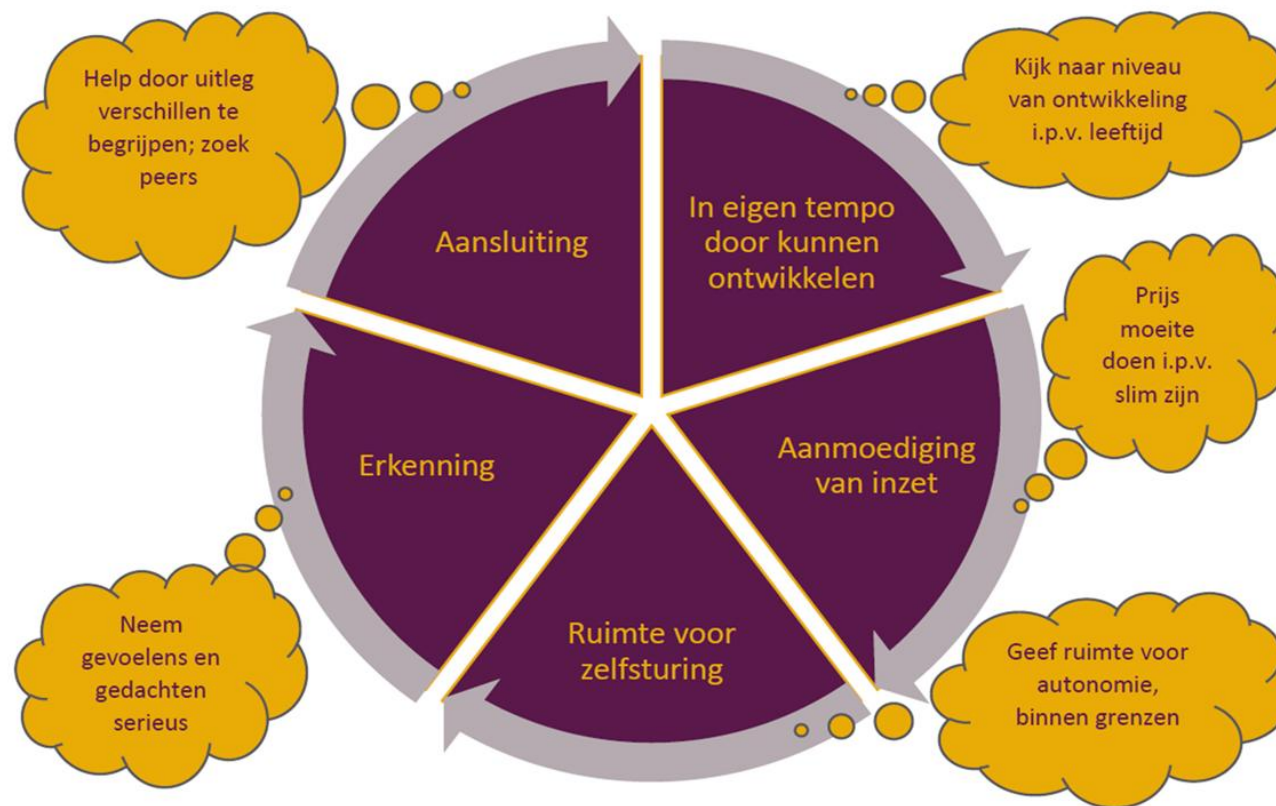 Help door uitleg
verschillen te
begrijpen; zoek
peers
Kijk naar niveau
van ontwikkeling
i.p.v. leeftijd
Aansluiting
In eigen tempo
door kunnen
ontwikkelen
Prijs
moeite
doen i.p.v.
slim zijn
Erkenning
Aanmoediging
van inzet
Neem
gevoelens en
gedachten
serieus
Ruimte voor
zelfsturing
Geef ruimte voor
autonomie,
binnen grenzen